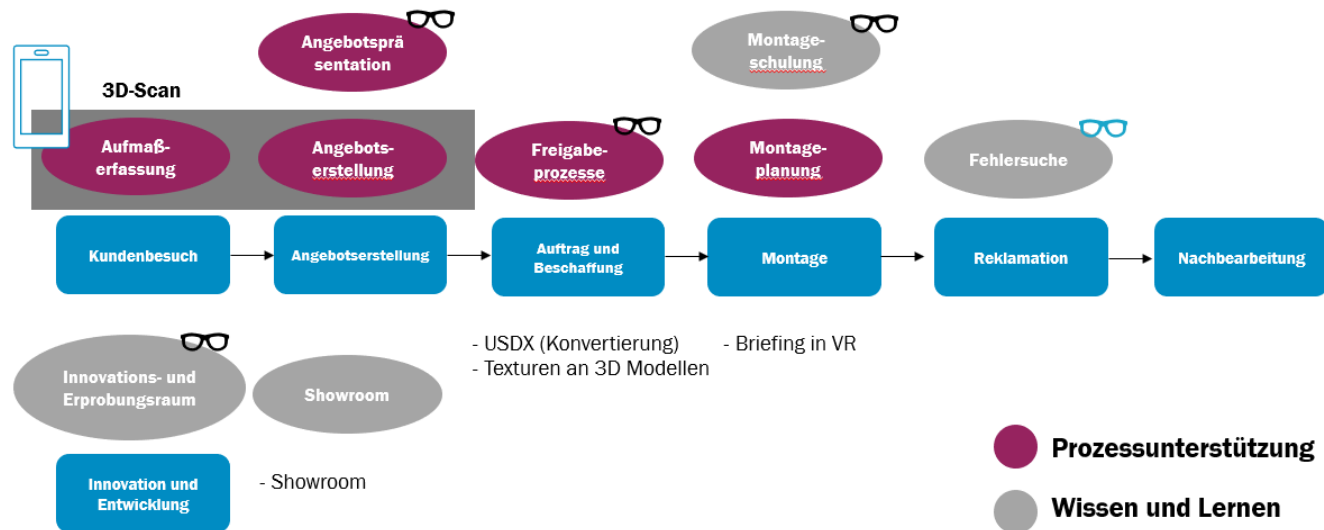 Angebotsprä
sentation
Montage-
schulung
3D-Scan
Aufmaß-
erfassung
Angebots-
erstellung
Freigabe-
prozesse
Montage-
planung
Fehlersuche
Kundenbesuch
Angebotserstellung
Auftrag und
Beschaffung
Montage
Reklamation
Nachbearbeitung
- USDX (Konvertierung)
- Texturen an 3D Modellen
- Briefing in VR
Innovations- und
Erprobungsraum
Showroom
Innovation und
Entwicklung
- Showroom
Prozessunterstützung
Wissen und Lernen